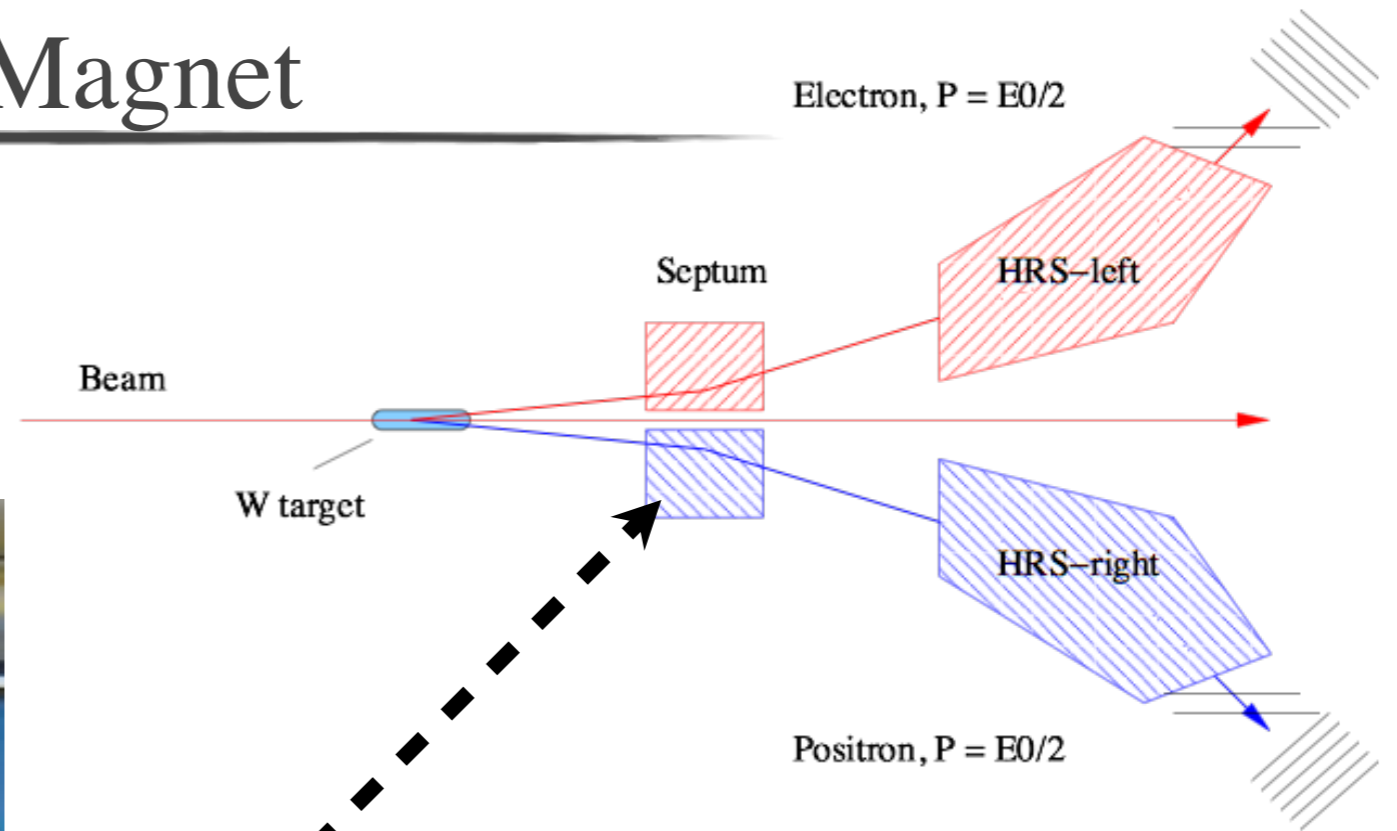 Magnet
Electron, P = E0/2
Septum
HRS−left
Beam
W target
HRS−right
Positron, P = E0/2